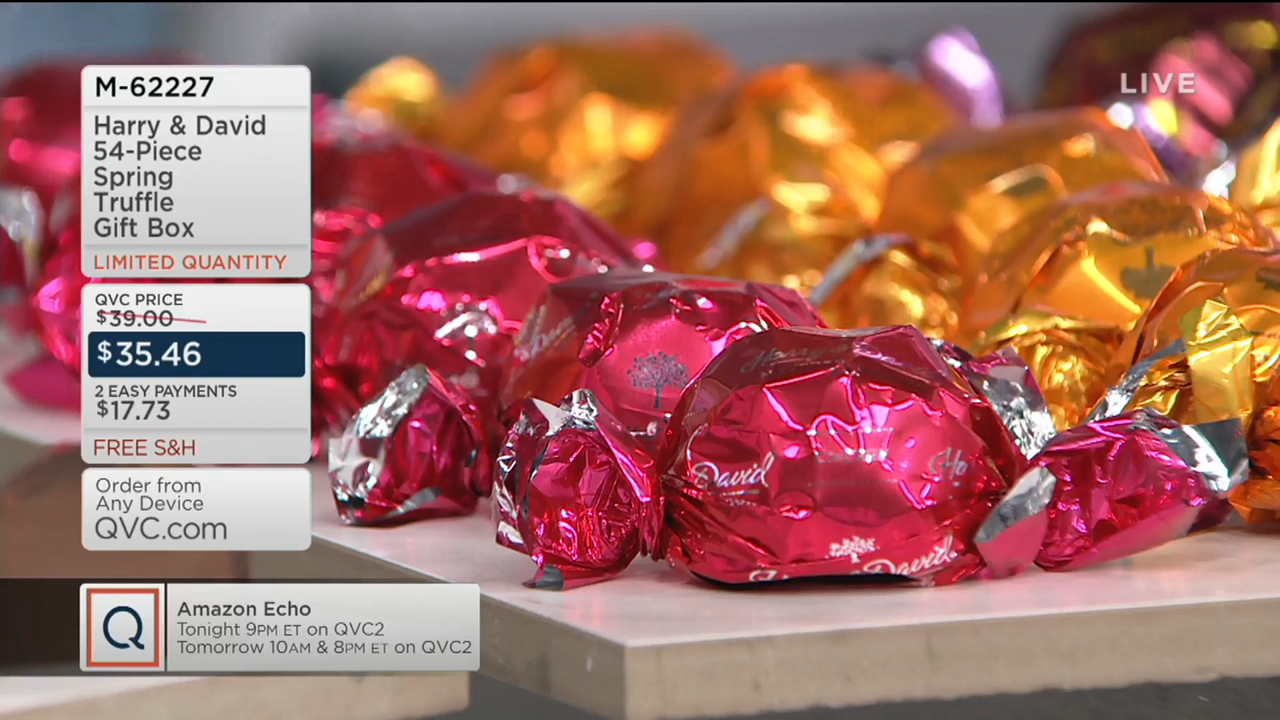 LIVE
M-62227
Harry & David
54-Piece
Spring
Truffle
Gift Box
LIMITED QUANTITY
QVC PRICE
$39.00
$35.46
2 EASY PAYMENTS
$17.73
FREE S&H
Order from
Any Device
QVC.com
Q
Amazon Echo
Tonight 9PM ET on QVC2
Tomorrow 10AM & 8PM ET on QVC2
David
David